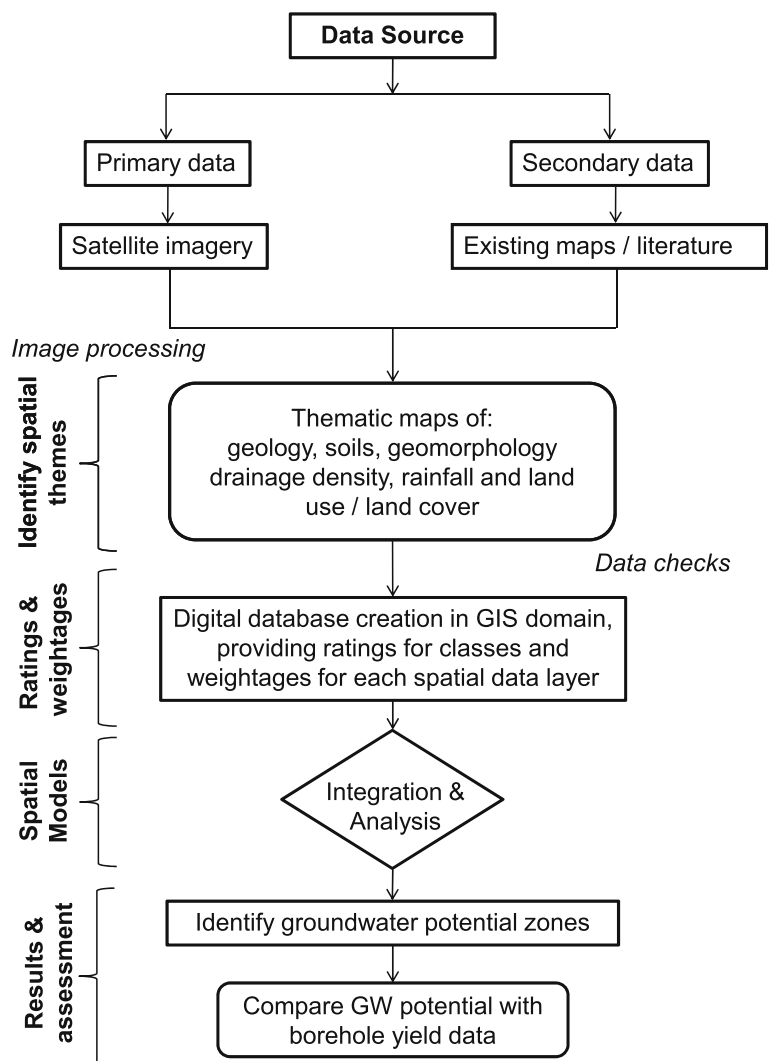 Data Source
Primary data
Secondary data
Satellite imagery
Existing maps / literature
Image processing
Identify spatial
themes
Thematic maps of:
geology, soils, geomorphology
drainage density, rainfall and land
use / land cover
Data checks
Ratings &
weightages
Digital database creation in GIS domain,
providing ratings for classes and
weightages for each spatial data layer
Spatial
Models
Integration &
Analysis
Results &
assessment
Identify groundwater potential zones
Compare GW potential with
borehole yield data